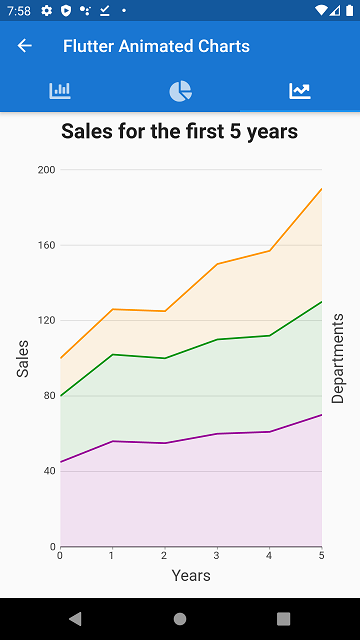 7:58
Flutter Animated Charts
Sales for the first 5 years
200
160
120
80
40
0
Sales
Departments
0 1 2 3 4 5
Years